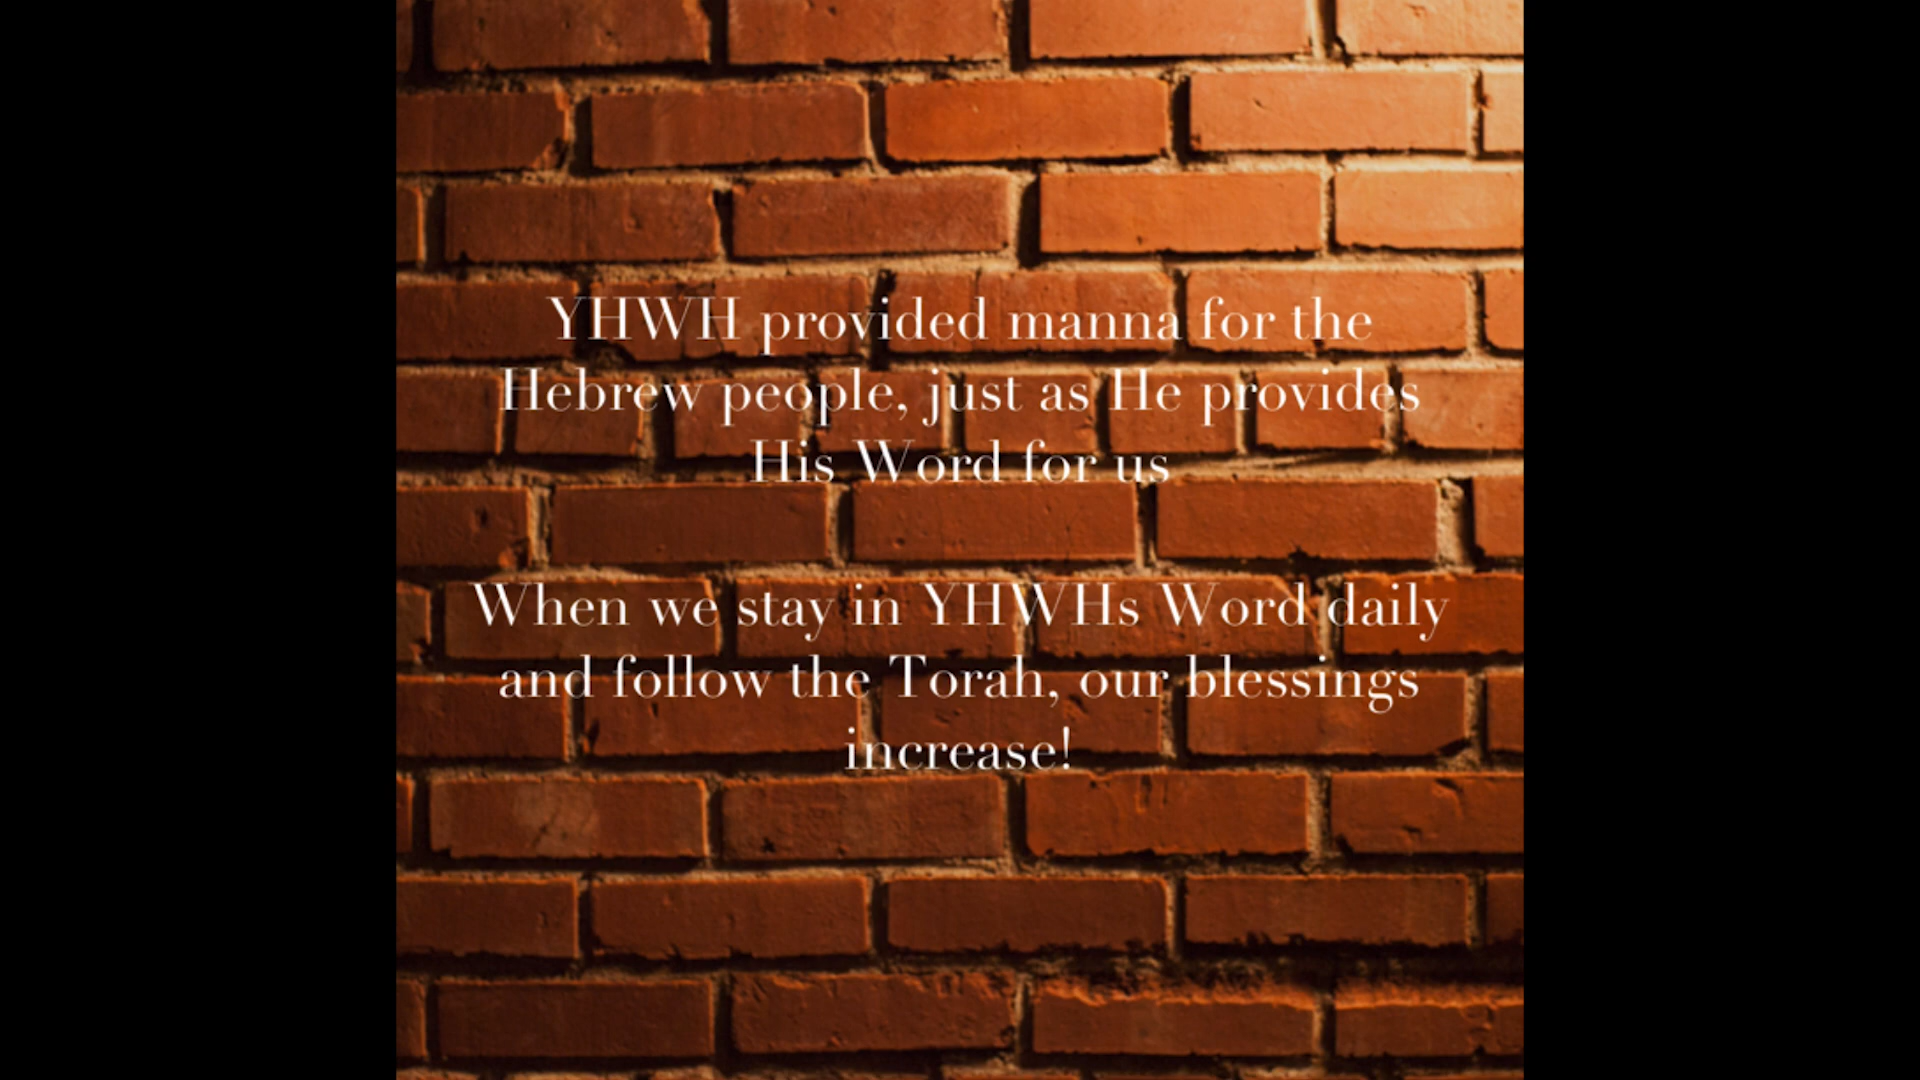 YHWH provided manna for the
Hebrew people, just as He provides
His Word for us
When we stay in YHWHs Word daily
and follow the Torah, our blessings
increase!